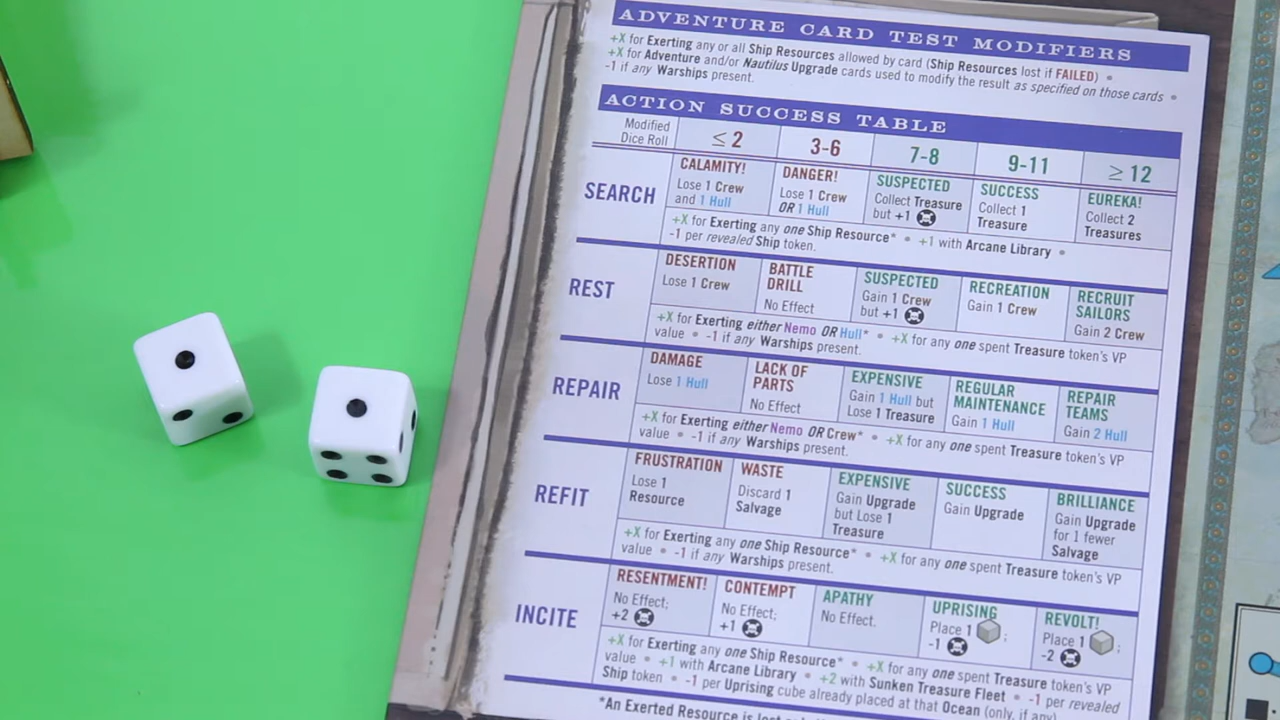 ADVENTURE CARD TEST MODIFIERS
+X for Exerting any or all Ship Resources allowed by card (Ship Resources lost if FAILED) •
+X for Adventure and/or Nautilus Upgrade cards used to modify the result as specified on those cards •
-1 if any Warships present.
ACTION SUCCESS TABLE
Modified
Dice Roll
≤ 2
3-6
7-8
9-11
≥ 12
SEARCH
CALAMITY!
Lose 1 Crew
and 1 Hull
DANGER!
Lose 1 Crew
OR 1 Hull
SUSPECTED
Collect Treasure
but +1
SUCCESS
Collect 1
Treasure
EUREKA!
Collect 2
Treasures
+X for Exerting any one Ship Resource* • +1 with Arcane Library •
-1 per revealed Ship token.
REST
DESERTION
Lose 1 Crew
BATTLE
DRILL
No Effect
SUSPECTED
Gain 1 Crew
but +1
RECREATION
Gain 1 Crew
RECRUIT
SAILORS
Gain 2 Crew
+X for Exerting either Nemo OR Hull* • +X for any one spent Treasure token's VP
value • -1 if any Warships present.
REPAIR
DAMAGE
Lose 1 Hull
LACK OF
PARTS
No Effect
EXPENSIVE
Gain 1 Hull but
Lose 1 Treasure
REGULAR
MAINTENANCE
Gain 1 Hull
REPAIR
TEAMS
Gain 2 Hull
+X for Exerting either Nemo OR Crew* • +X for any one spent Treasure token's VP
value • -1 if any Warships present.
REFIT
FRUSTRATION
Lose 1
Resource
WASTE
Discard 1
Salvage
EXPENSIVE
Gain Upgrade
but Lose 1
Treasure
SUCCESS
Gain Upgrade
BRILLIANCE
Gain Upgrade
for 1 fewer
Salvage
+X for Exerting any one Ship Resource* • +X for any one spent Treasure token's VP
value • -1 if any Warships present.
INCITE
RESENTMENT!
No Effect;
+2
CONTEMPT
No Effect;
+1
APATHY
No Effect.
UPRISING
Place 1 ;
-1
REVOLT!
Place 1 ;
-2
+X for Exerting any one Ship Resource* • +X for any one spent Treasure token's VP
value • +1 with Arcane Library • +2 with Sunken Treasure Fleet • -1 per revealed
Ship token • -1 per Uprising cube already placed at that Ocean (only, if any)
*An Exerted Resource is lost